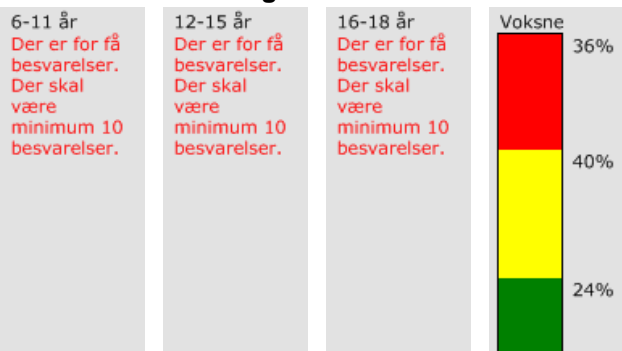 6-11 år
Der er for få
besvarelser.
Der skal
være
minimum 10
besvarelser.
12-15 år
Der er for få
besvarelser.
Der skal
være
minimum 10
besvarelser.
16-18 år
Der er for få
besvarelser.
Der skal
være
minimum 10
besvarelser.
Voksne
36%
40%
24%